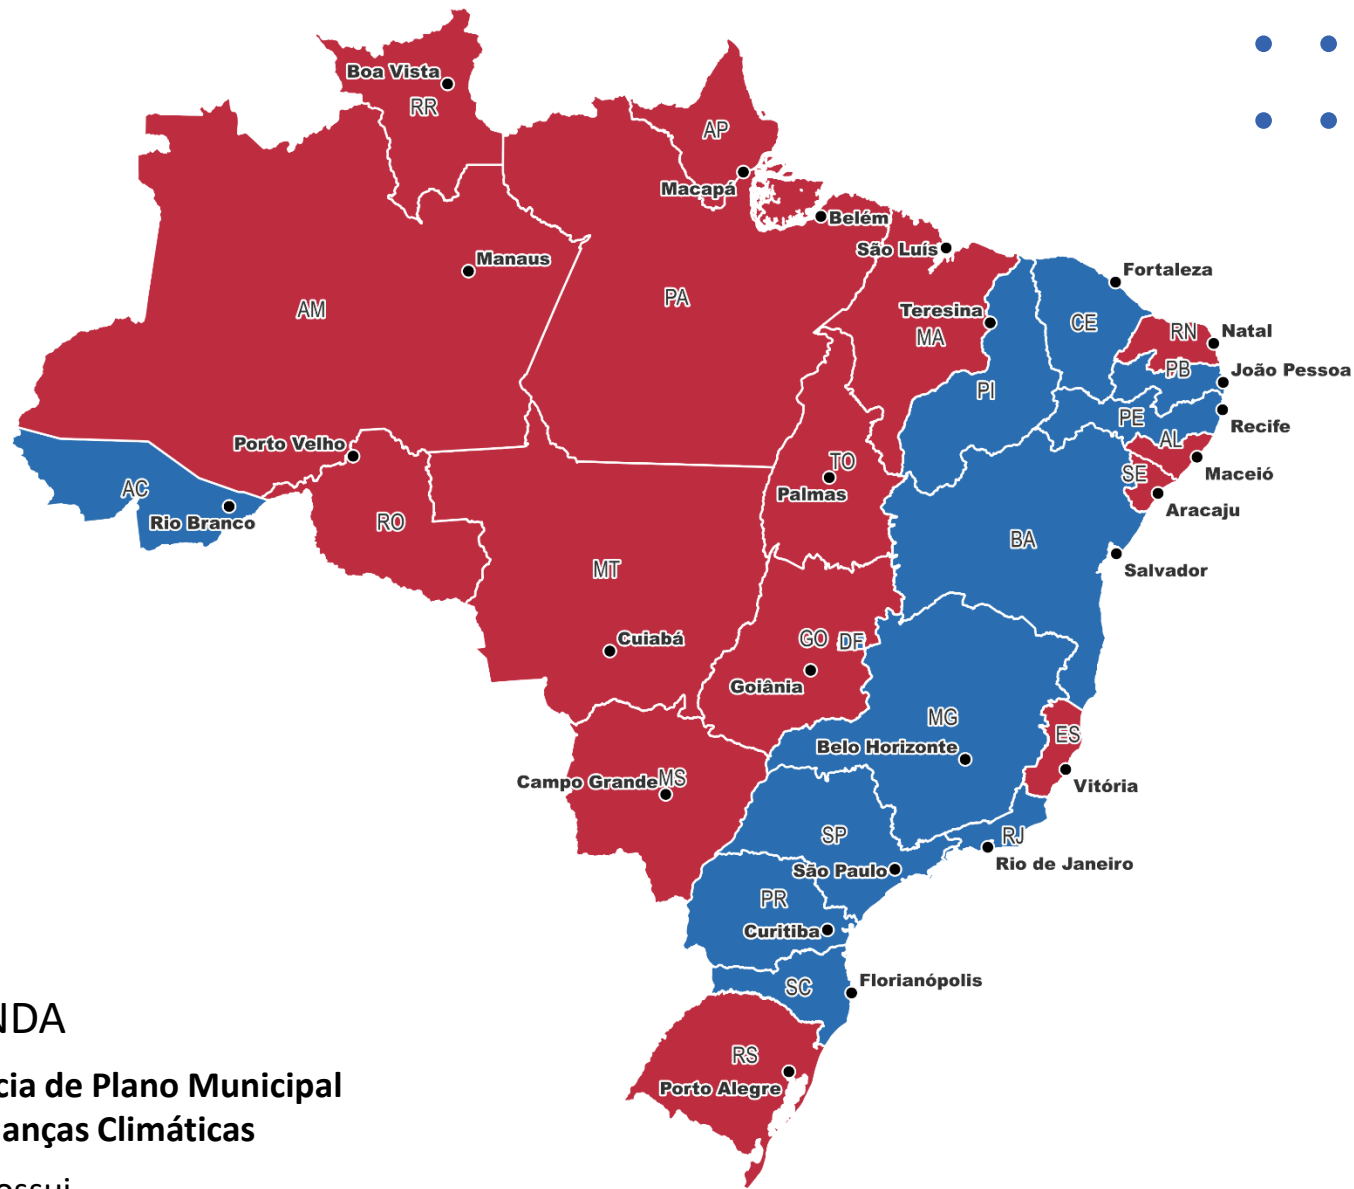 Boa Vista
RR
AP
Macapá
Belém
São Luís
Manaus
Fortaleza
AM
PA
Teresina
MA
CE
RN
Natal
PB
João Pessoa
PI
PE
Recife
AL
Porto Velho
TO
SE
Maceió
AC
Palmas
Aracaju
Rio Branco
RO
BA
MT
Salvador
Cuiabá
GO
DF
Goiânia
MG
ES
Belo Horizonte
Campo Grande
MS
Vitória
SP
RJ
São Paulo
Rio de Janeiro
PR
Curitiba
SC
Florianópolis
RS
Porto Alegre
NDA
cia de Plano Municipal
anças Climáticas